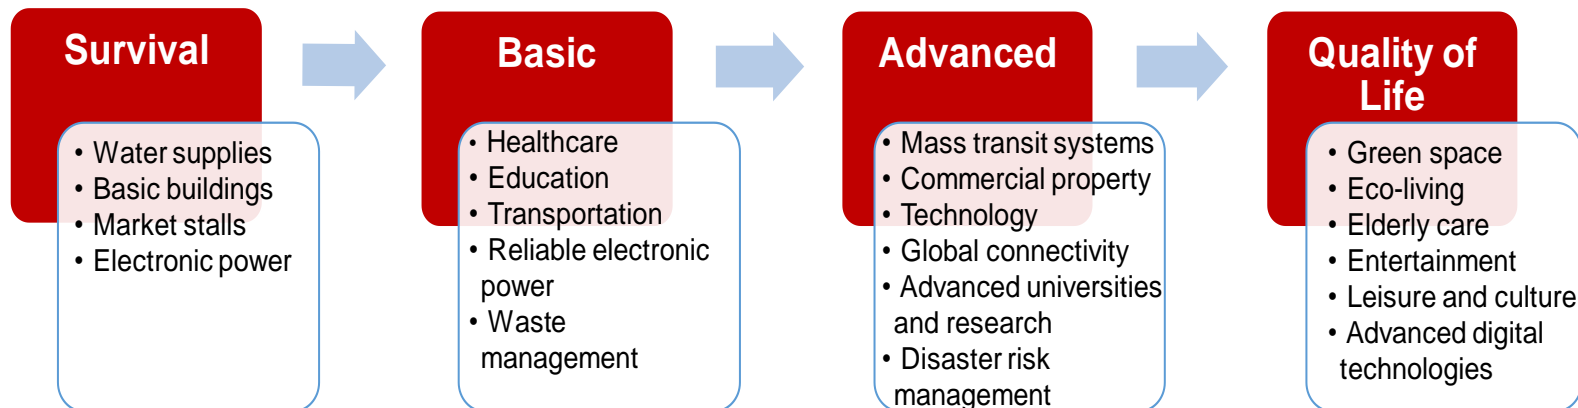 Survival
• Water supplies
• Basic buildings
• Market stalls
• Electronic power
Basic
• Healthcare
• Education
• Transportation
• Reliable electronic
power
• Waste
management
Advanced
• Mass transit systems
• Commercial property
• Technology
• Global connectivity
• Advanced universities
and research
• Disaster risk
management
Quality of
Life
• Green space
• Eco-living
• Elderly care
• Entertainment
• Leisure and culture
• Advanced digital
technologies